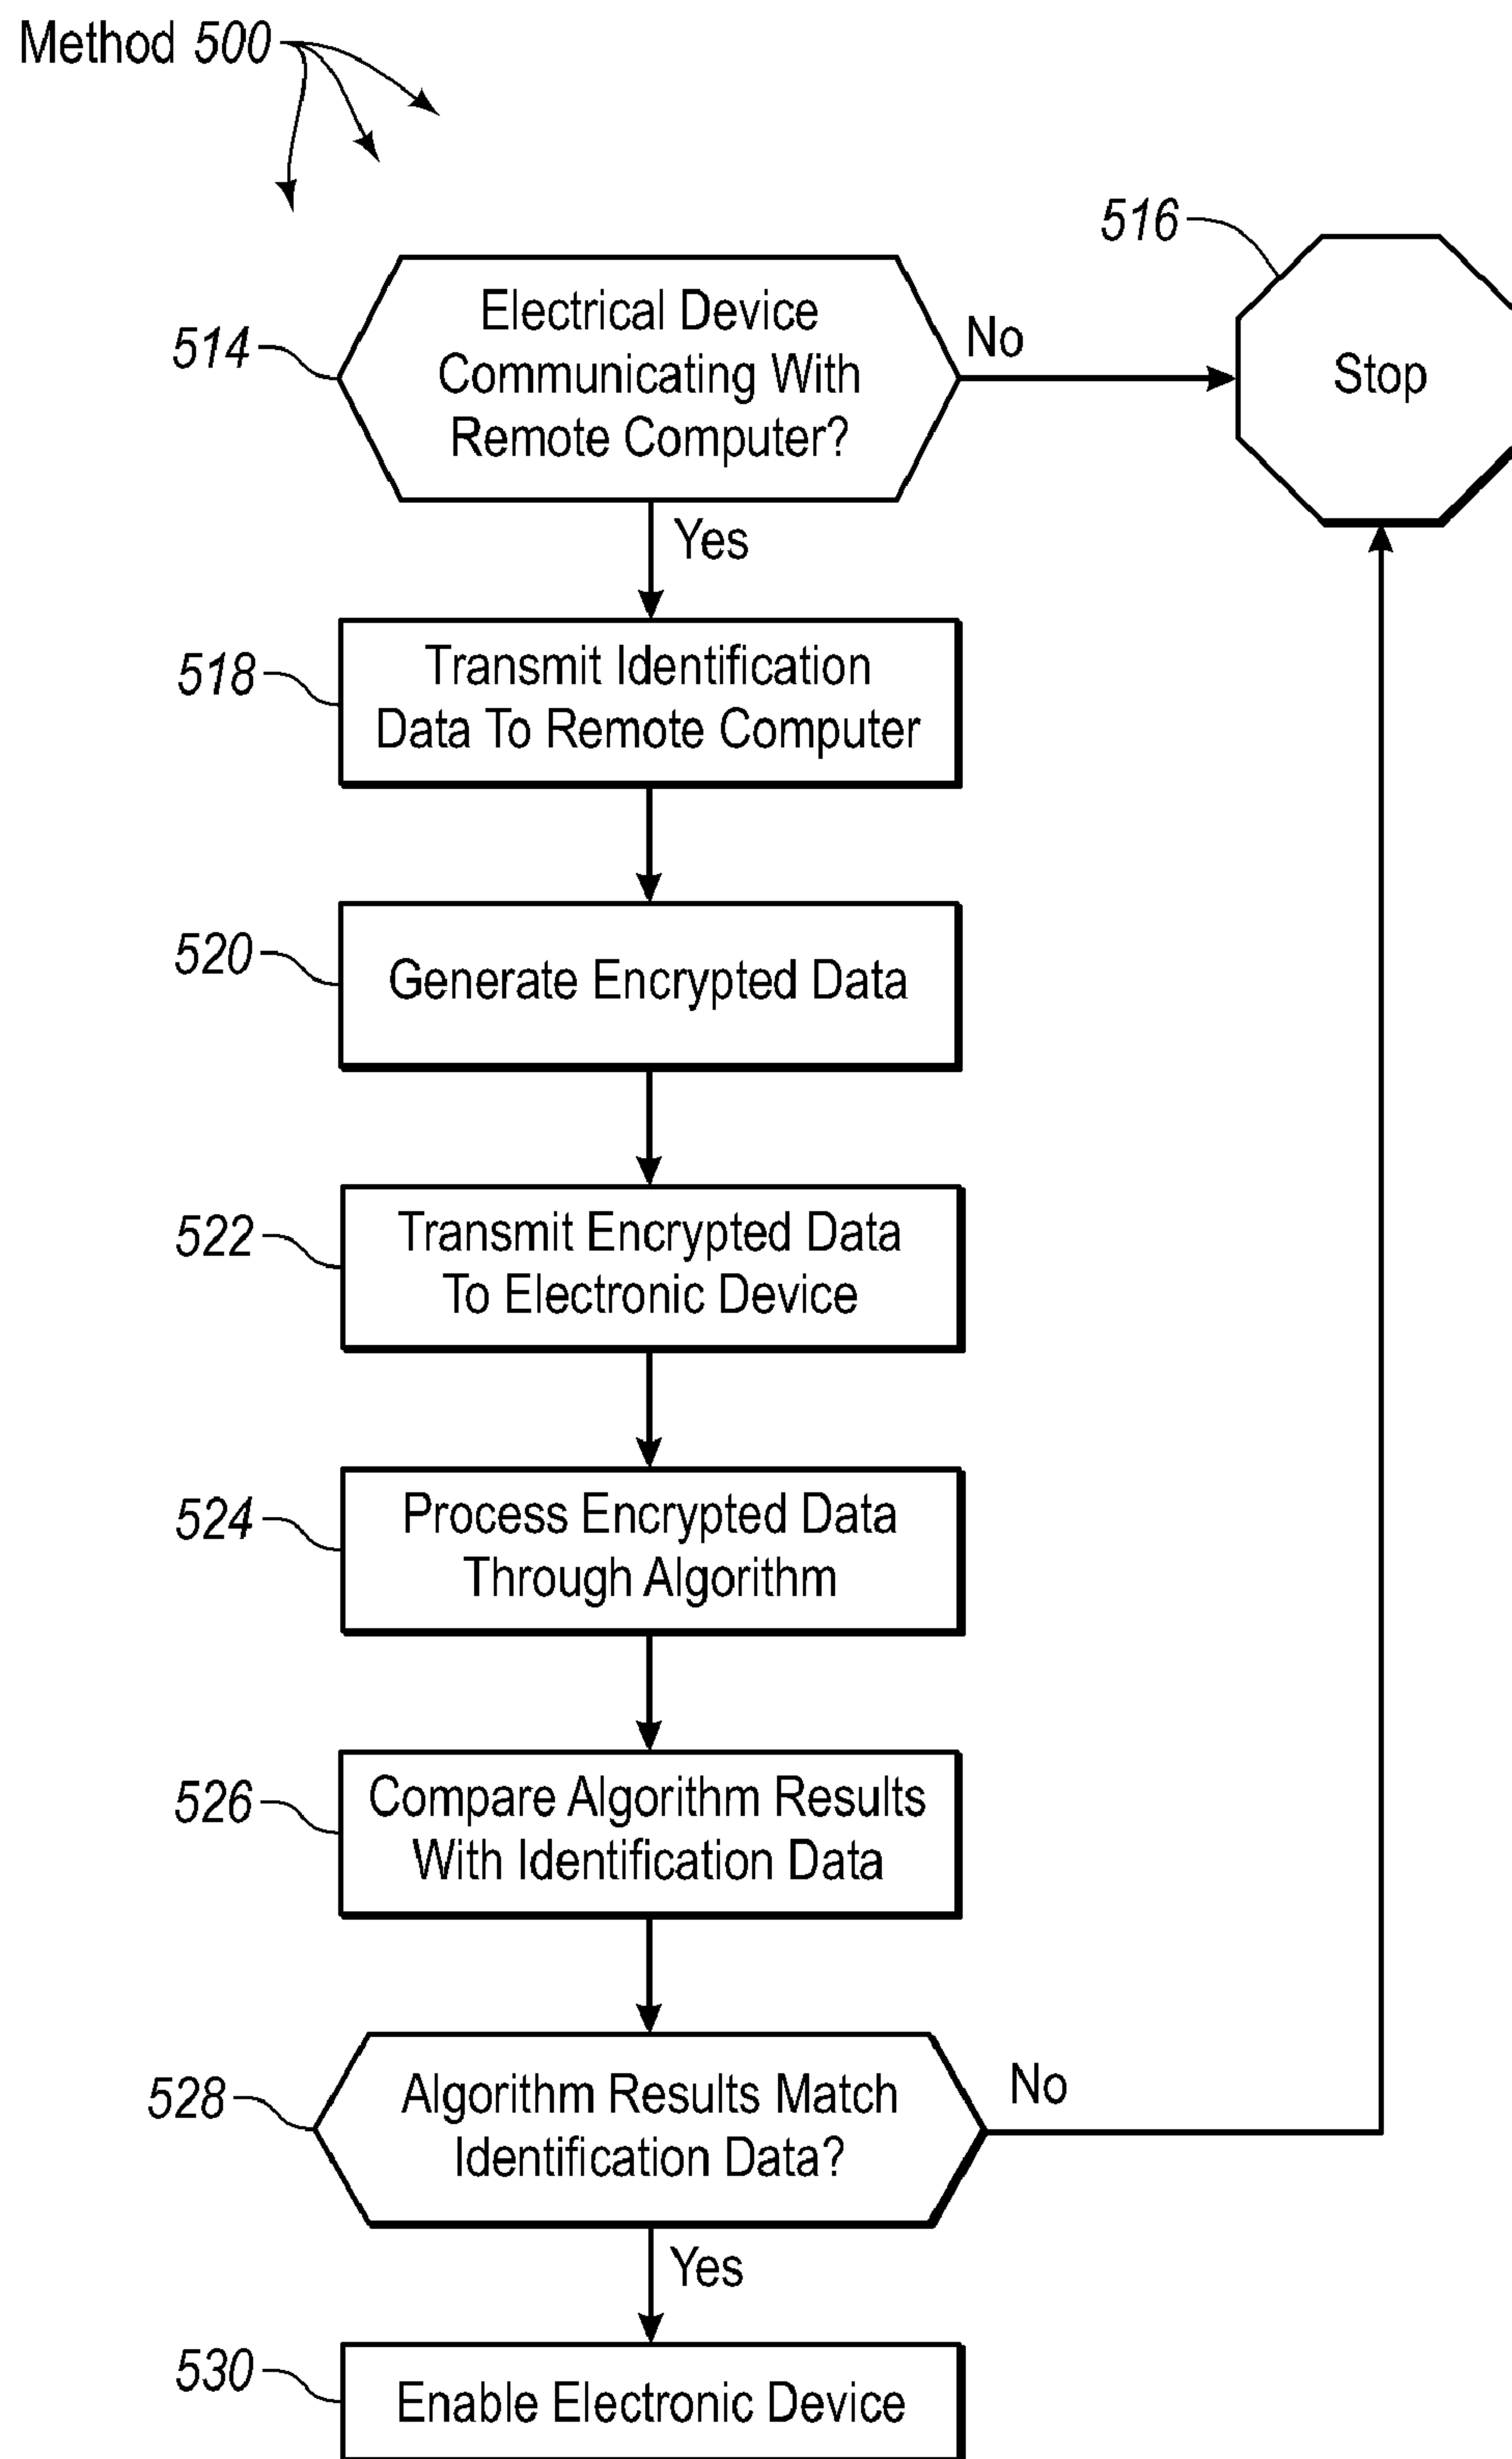 Method 500
516
514
Electrical Device
Communicating With
Remote Computer?
No
Stop
Yes
518
Transmit Identification
Data To Remote Computer
520
Generate Encrypted Data
522
Transmit Encrypted Data
To Electronic Device
524
Process Encrypted Data
Through Algorithm
526
Compare Algorithm Results
With Identification Data
528
Algorithm Results Match
Identification Data?
No
Yes
530
Enable Electronic Device